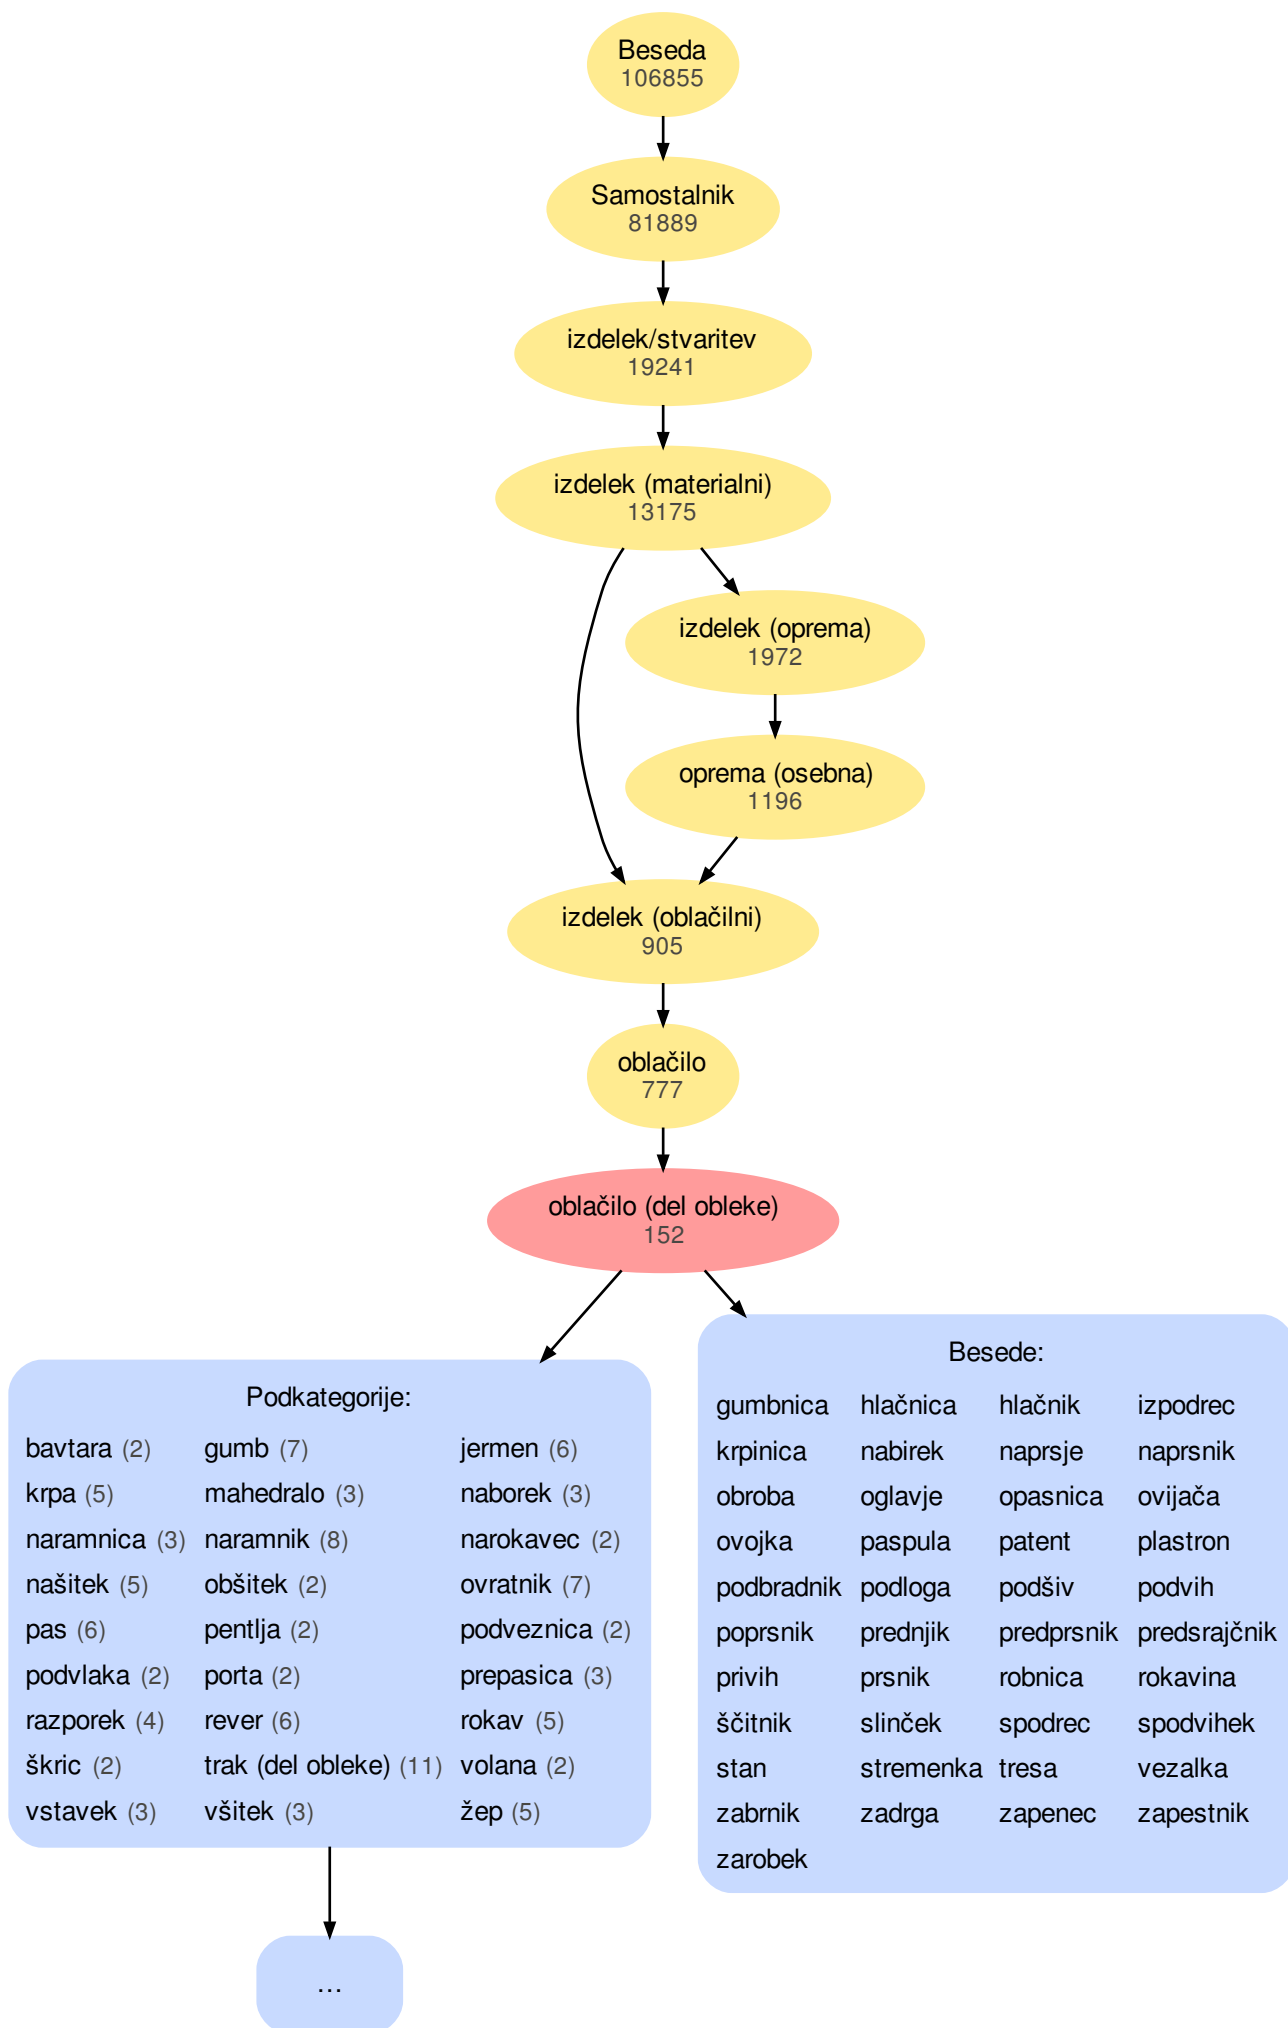 Beseda
106855
Samostalnik
81889
izdelek/stvaritev
19241
izdelek (materialni)
13175
izdelek (oprema)
1972
oprema (osebna)
1196
izdelek (oblačilni)
905
oblačilo
777
oblačilo (del obleke)
152
Podkategorije:
bavtara (2) gumb (7) jermen (6)
krpa (5) mahedralo (3) naborek (3)
naramnica (3) naramnik (8) narokavec (2)
našitek (5) obšitek (2) ovratnik (7)
pas (6) pentlja (2) podveznica (2)
podvlaka (2) porta (2) prepasica (3)
razporek (4) rever (6) rokav (5)
škric (2) trak (del obleke) (11) volana (2)
vstavek (3) všitek (3) žep (5)
...
Besede:
gumbnica hlačnica hlačnik izpodrec
krpinica nabirek naprsje naprsnik
obroba oglavje opasnica ovijača
ovojka paspula patent plastron
podbradnik podloga podšiv podvih
poprsnik prednjik predprsnik predsrajčnik
privih prsnik robnica rokavina
ščitnik slinček spodrec spodvihek
stan stremenka tresa vezalka
zabrnik zadrga zapenec zapestnik
zarobek